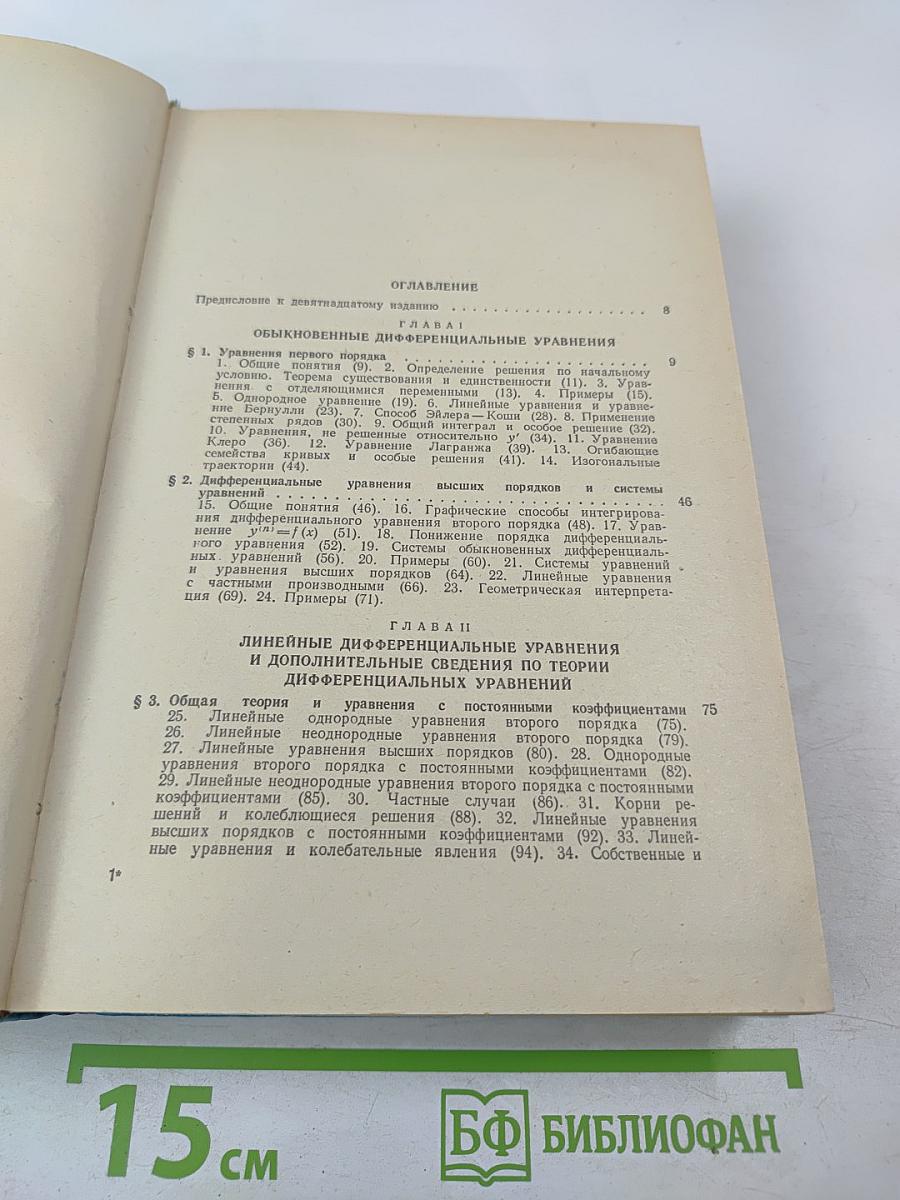 ОГЛАВЛЕНИЕ
Предисловие к девятнадцатому изданию . . . . . . . . . . . . . . . . . . . 8
ГЛАВА I
ОБЫКНОВЕННЫЕ ДИФФЕРЕНЦИАЛЬНЫЕ УРАВНЕНИЯ
§ 1. Уравнения первого порядка . . . . . . . . . . . . . . . . . . . . . 9
1. Общие понятия (9). 2. Определение решения по начальному
условию. Теорема существования и единственности (11). 3. Урав-
нения с отделяющимися переменными (13). 4. Примеры (15).
5. Однородное уравнение (19). 6. Линейные уравнения и уравне-
ние Бернулли (23). 7. Способ Эйлера — Коши (28). 8. Применение
степенных рядов (30). 9. Общий интеграл и особое решение (32).
10. Уравнения, не решенные относительно y' (34). 11. Уравнение
Клеро (36). 12. Уравнение Лагранжа (39). 13. Огибающие
семейства кривых и особые решения (41). 14. Изогональные
траектории (44).
§ 2. Дифференциальные уравнения высших порядков и системы
уравнений . . . . . . . . . . . . . . . . . . . . . . . . . . . . . . . . . 46
15. Общие понятия (46). 16. Графические способы интегрирова-
ния дифференциального уравнения второго порядка (48). 17. Урав-
нение y⁽ⁿ⁾=f (x) (51). 18. Понижение порядка дифференциаль-
ного уравнения (52). 19. Системы обыкновенных дифференциаль-
ных уравнений (56). 20. Примеры (60). 21. Системы уравнений
и уравнения высших порядков (64). 22. Линейные уравнения
с частными производными (66). 23. Геометрическая интерпрета-
ция (69). 24. Примеры (71).
ГЛАВА II
ЛИНЕЙНЫЕ ДИФФЕРЕНЦИАЛЬНЫЕ УРАВНЕНИЯ
И ДОПОЛНИТЕЛЬНЫЕ СВЕДЕНИЯ ПО ТЕОРИИ
ДИФФЕРЕНЦИАЛЬНЫХ УРАВНЕНИЙ
§ 3. Общая теория и уравнения с постоянными коэффициентами 75
25. Линейные однородные уравнения второго порядка (75).
26. Линейные неоднородные уравнения второго порядка (79).
27. Линейные уравнения высших порядков (80). 28. Однородные
уравнения второго порядка с постоянными коэффициентами (82).
29. Линейные неоднородные уравнения второго порядка с постоянными
коэффициентами (85). 30. Частные случаи (86). 31. Корни ре-
шений и колеблющиеся решения (88). 32. Линейные уравнения
высших порядков с постоянными коэффициентами (92). 33. Линей-
ные уравнения и колебательные явления (94). 34. Собственные и
1*
15 см
БФ БИБЛИОФАН